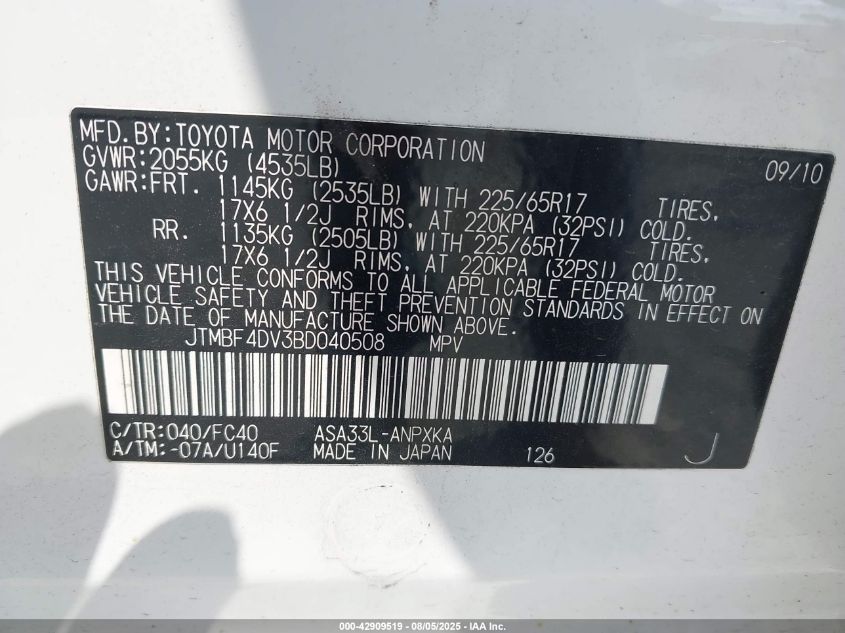 MFD.BY:TOYOTA MOTOR CORPORATION 09/10
GVWR:2055KG (4535LB)
GAWR:FRT. 1145KG (2535LB) WITH 225/65R17 TIRES,
17X6 1/2J RIMS, AT 220KPA (32PSI) COLD.
RR. 1135KG (2505LB) WITH 225/65R17 TIRES,
17X6 1/2J RIMS, AT 220KPA (32PSI) COLD.
THIS VEHICLE CONFORMS TO ALL APPLICABLE FEDERAL MOTOR
VEHICLE SAFETY AND THEFT PREVENTION STANDARDS IN EFFECT ON
THE DATE OF MANUFACTURE SHOWN ABOVE.
JTMBF4DV3BD040508 MPV
C/TR:040/FC40 ASA33L-ANPXKA
A/TM:-07A/U140F MADE IN JAPAN 126 J
000-42909519 - 08/05/2025 - IAA Inc.